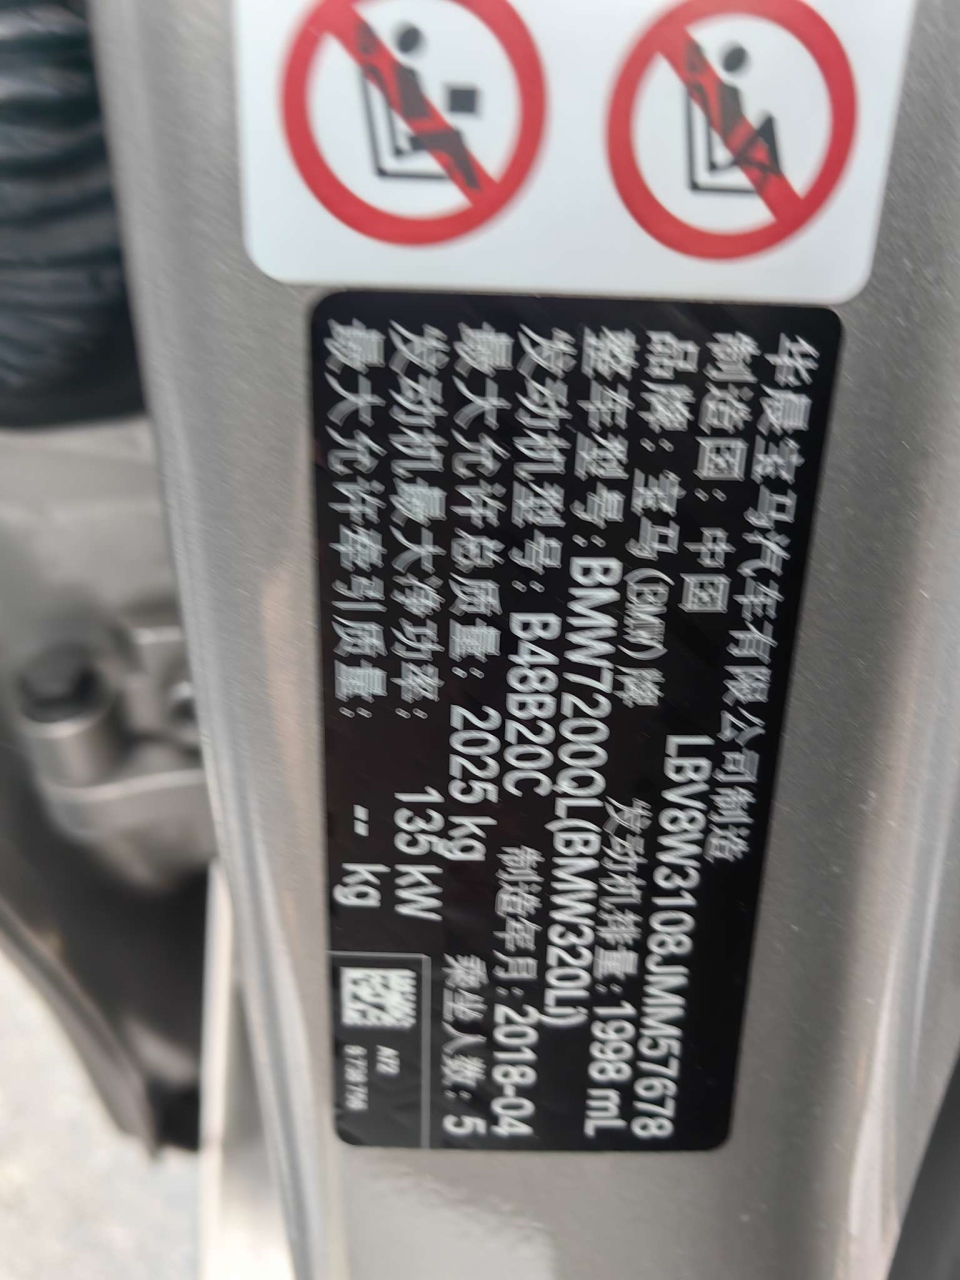 华晨宝马汽车有限公司制造
制造国：中国
LBV8W3108JMM57678
品牌：宝马(BMW)牌
发动机排量：1998 mL
整车型号：BMW7200QL(BMW320Li)
发动机型号：B48B20C
制造年月：2018-04
最大允许总质量：2025 kg
乘坐人数：5
发动机最大净功率：135 kW
最大允许牵引质量：-- kg
A72